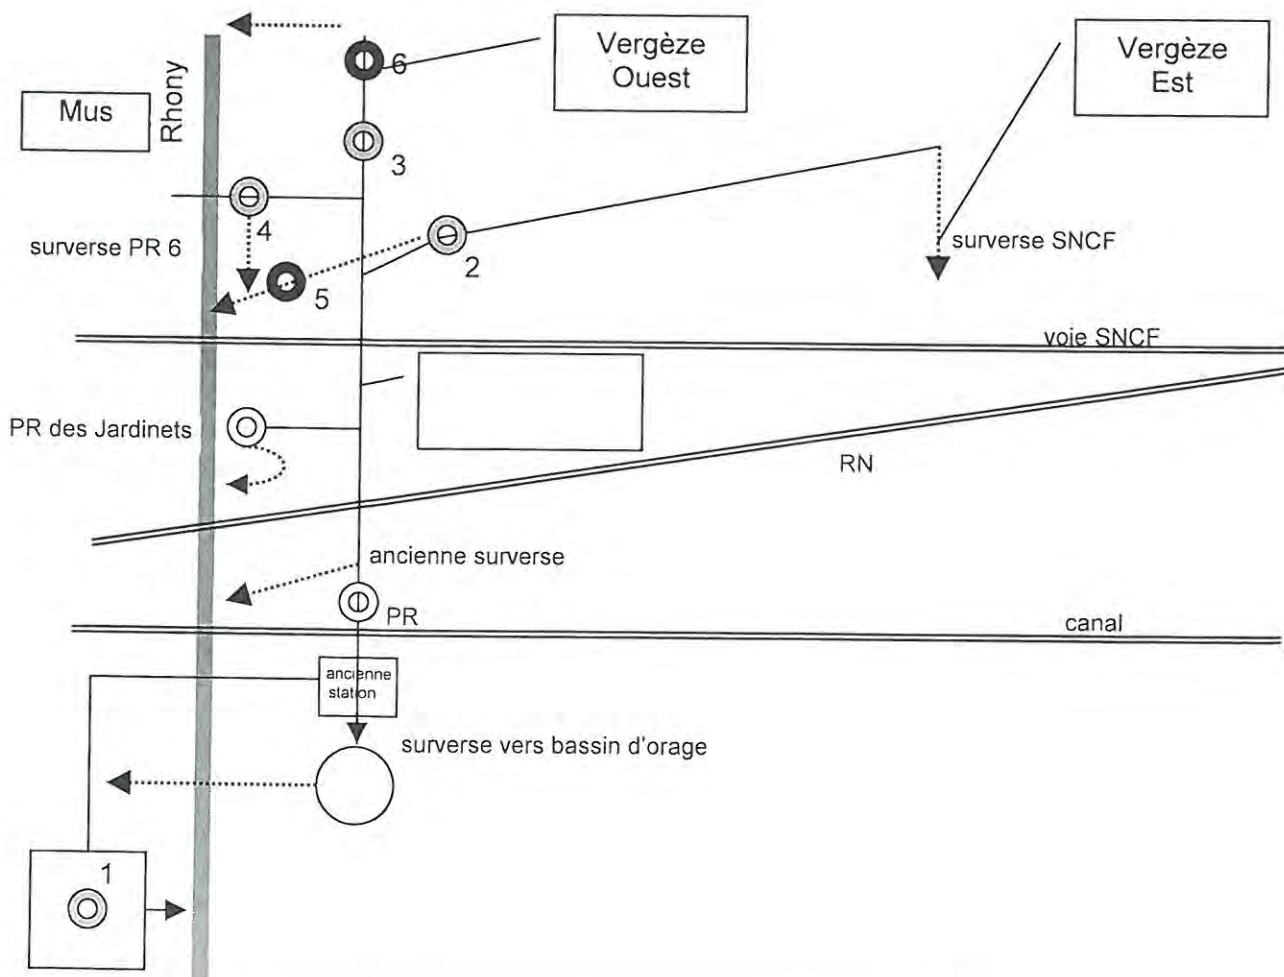 Vergèze
Ouest
Vergèze
Est
Mus
Rhony
6
3
4
2
surverse PR 6
surverse SNCF
5
voie SNCF
PR des Jardinets
RN
ancienne surverse
PR
canal
ancienne
station
surverse vers bassin d'orage
1